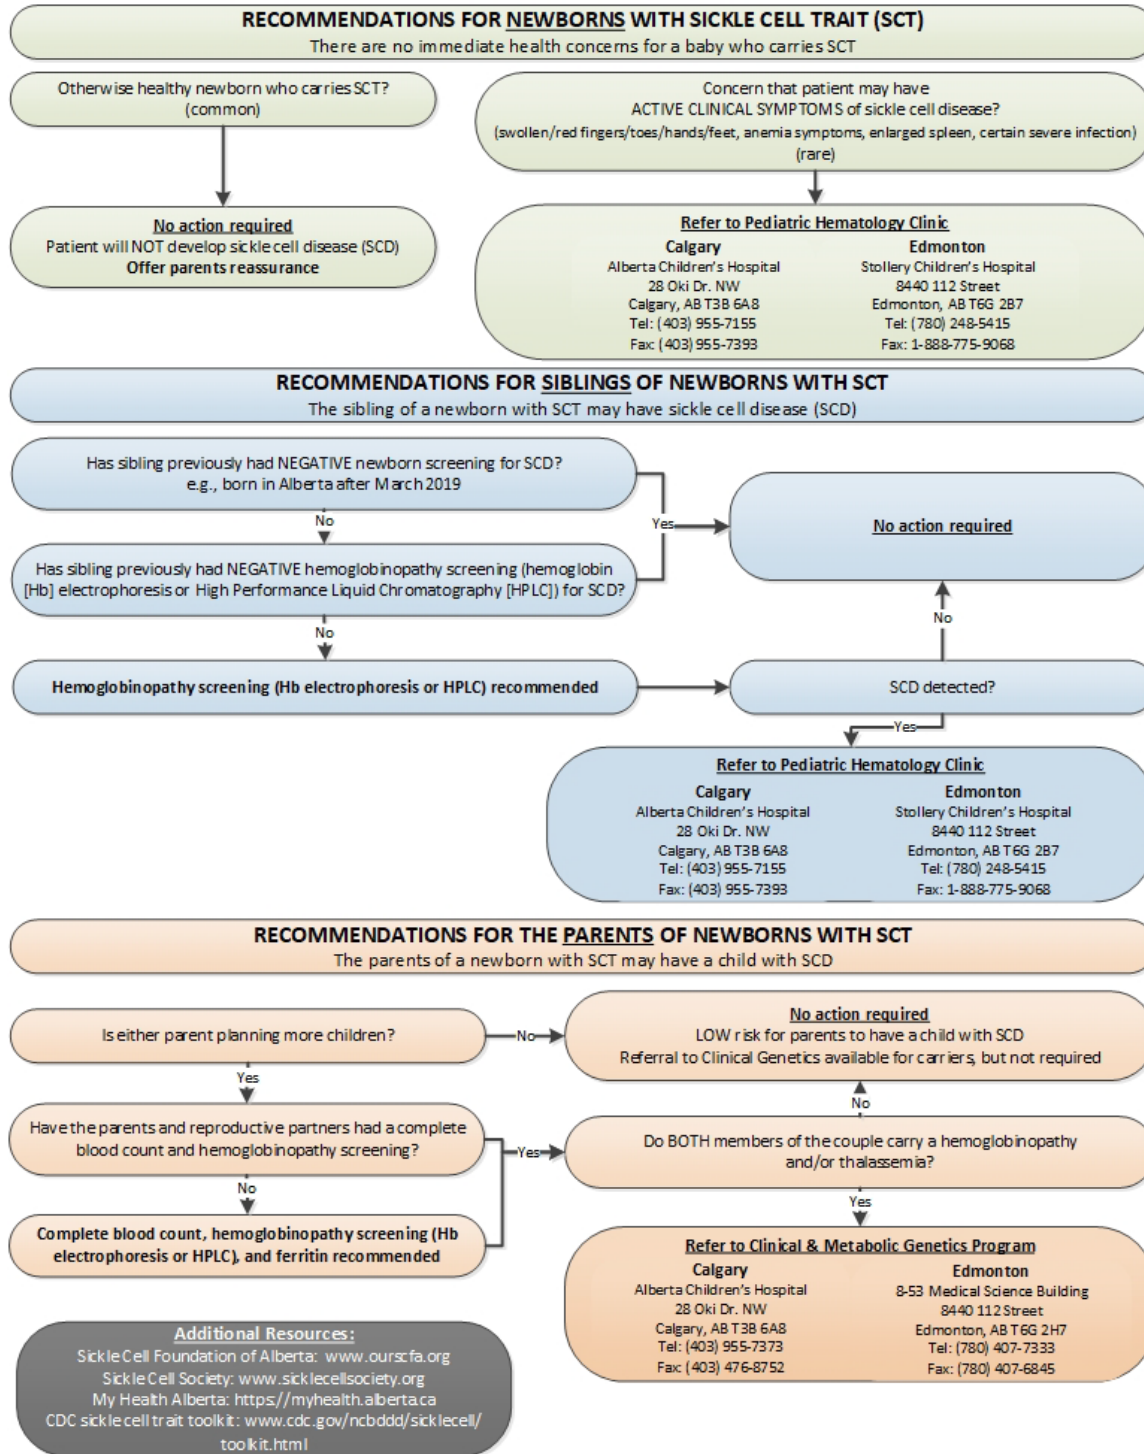 RECOMMENDATIONS FOR NEWBORNS WITH SICKLE CELL TRAIT (SCT)
There are no immediate health concerns for a baby who carries SCT
Otherwise healthy newborn who carries SCT?
(common)
Concern that patient may have
ACTIVE CLINICAL SYMPTOMS of sickle cell disease?
(swollen/red fingers/toes/hands/feet, anemia symptoms, enlarged spleen, certain severe infection)
(rare)
No action required
Patient will NOT develop sickle cell disease (SCD)
Offer parents reassurance
Refer to Pediatric Hematology Clinic
Calgary
Alberta Children's Hospital
28 Oki Dr. NW
Calgary, AB T3B 6A8
Tel: (403) 955-7155
Fax: (403) 955-7393
Edmonton
Stollery Children's Hospital
8440 112 Street
Edmonton, AB T6G 2B7
Tel: (780) 248-5415
Fax: 1-888-775-9068
RECOMMENDATIONS FOR SIBLINGS OF NEWBORNS WITH SCT
The sibling of a newborn with SCT may have sickle cell disease (SCD)
Has sibling previously had NEGATIVE newborn screening for SCD?
e.g., born in Alberta after March 2019
No
Yes
No action required
Has sibling previously had NEGATIVE hemoglobinopathy screening (hemoglobin
[Hb] electrophoresis or High Performance Liquid Chromatography [HPLC]) for SCD?
No
No
Hemoglobinopathy screening (Hb electrophoresis or HPLC) recommended
SCD detected?
Yes
Refer to Pediatric Hematology Clinic
Calgary
Alberta Children's Hospital
28 Oki Dr. NW
Calgary, AB T3B 6A8
Tel: (403) 955-7155
Fax: (403) 955-7393
Edmonton
Stollery Children's Hospital
8440 112 Street
Edmonton, AB T6G 2B7
Tel: (780) 248-5415
Fax: 1-888-775-9068
RECOMMENDATIONS FOR THE PARENTS OF NEWBORNS WITH SCT
The parents of a newborn with SCT may have a child with SCD
Is either parent planning more children?
No
No action required
LOW risk for parents to have a child with SCD
Referral to Clinical Genetics available for carriers, but not required
Yes
No
Have the parents and reproductive partners had a complete
blood count and hemoglobinopathy screening?
Yes
Do BOTH members of the couple carry a hemoglobinopathy
and/or thalassemia?
No
Yes
Complete blood count, hemoglobinopathy screening (Hb
electrophoresis or HPLC), and ferritin recommended
Refer to Clinical & Metabolic Genetics Program
Calgary
Alberta Children's Hospital
28 Oki Dr. NW
Calgary, AB T3B 6A8
Tel: (403) 955-7373
Fax: (403) 476-8752
Edmonton
8-53 Medical Science Building
8440 112 Street
Edmonton, AB T6G 2H7
Tel: (780) 407-7333
Fax: (780) 407-6845
Additional Resources:
Sickle Cell Foundation of Alberta: www.ourscfa.org
Sickle Cell Society: www.sicklecellsociety.org
My Health Alberta: https://myhealth.alberta.ca
CDC sickle cell trait toolkit: www.cdc.gov/ncbddd/sicklecell/
toolkit.html